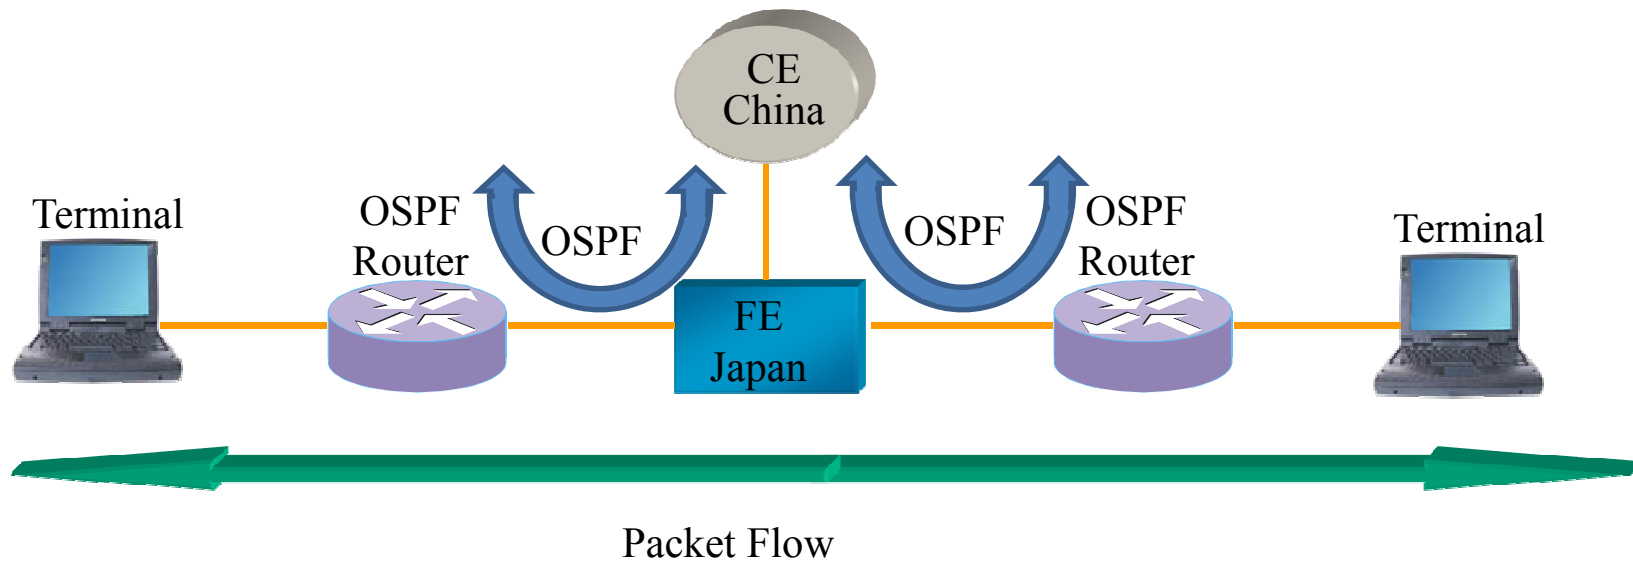 CE
China
Terminal
OSPF
Router
OSPF
OSPF
OSPF
Router
Terminal
FE
Japan
Packet Flow